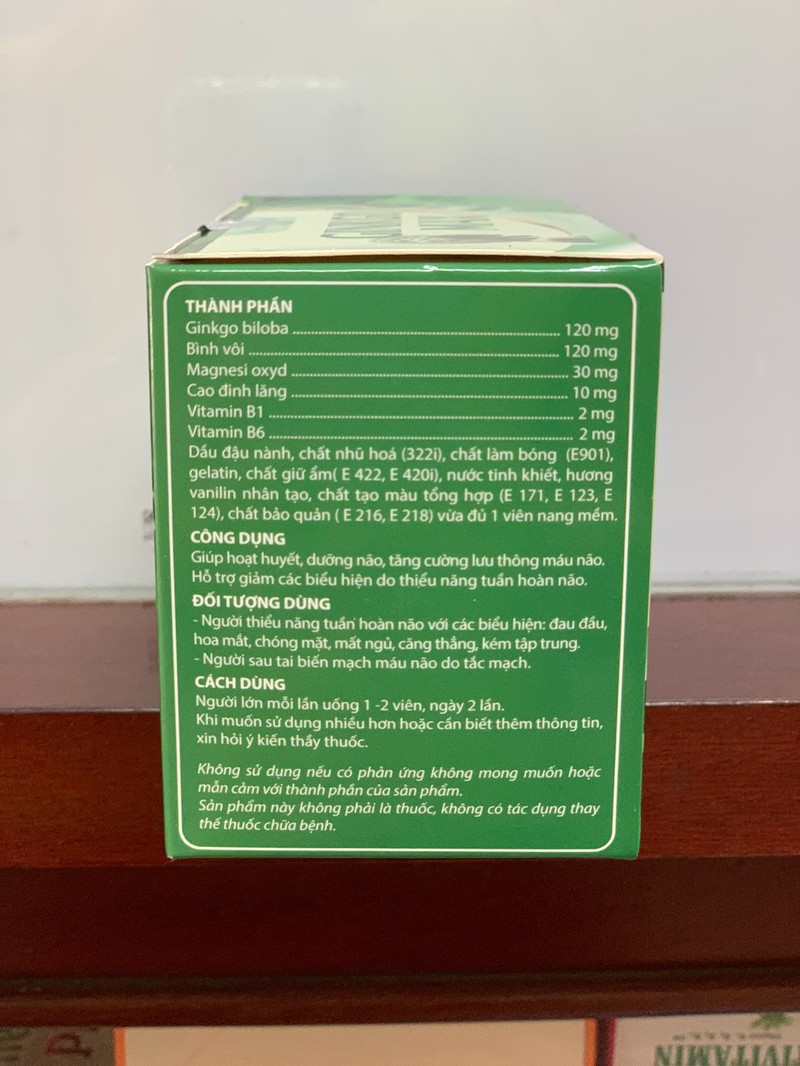 THÀNH PHẦN
Ginkgo biloba ........................ 120 mg
Bình vôi ........................ 120 mg
Magnesi oxyd ........................ 30 mg
Cao đinh lăng ........................ 10 mg
Vitamin B1 ........................ 2 mg
Vitamin B6 ........................ 2 mg
Dầu đậu nành, chất nhũ hoá (322i), chất làm bóng (E901),
gelatin, chất giữ ẩm( E 422, E 420i), nước tinh khiết, hương
vanilin nhân tạo, chất tạo màu tổng hợp (E 171, E 123, E
124), chất bảo quản ( E 216, E 218) vừa đủ 1 viên nang mềm.
CÔNG DỤNG
Giúp hoạt huyết, dưỡng não, tăng cường lưu thông máu não.
Hỗ trợ giảm các biểu hiện do thiểu năng tuần hoàn não.
ĐỐI TƯỢNG DÙNG
- Người thiểu năng tuần hoàn não với các biểu hiện: đau đầu,
hoa mắt, chóng mặt, mất ngủ, căng thẳng, kém tập trung.
- Người sau tai biến mạch máu não do tắc mạch.
CÁCH DÙNG
Người lớn mỗi lần uống 1 -2 viên, ngày 2 lần.
Khi muốn sử dụng nhiều hơn hoặc cần biết thêm thông tin,
xin hỏi ý kiến thầy thuốc.
Không sử dụng nếu có phản ứng không mong muốn hoặc
mẫn cảm với thành phần của sản phẩm.
Sản phẩm này không phải là thuốc, không có tác dụng thay
thế thuốc chữa bệnh.